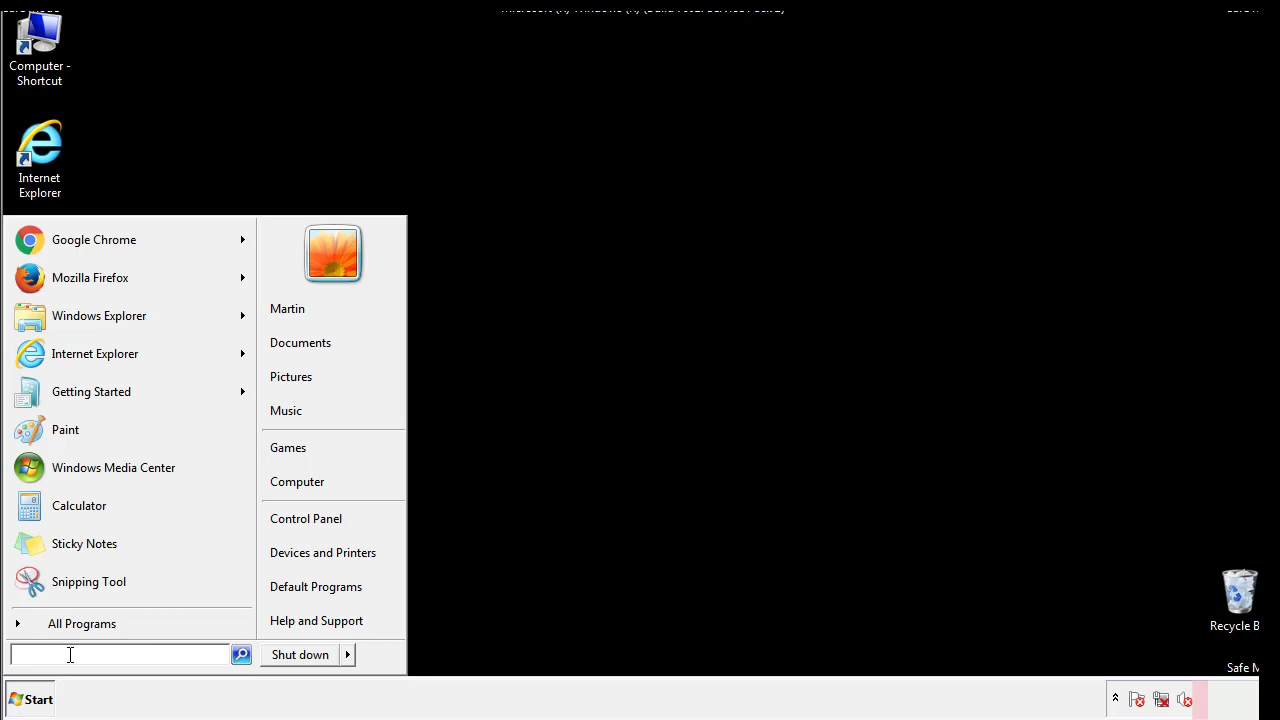 Computer -
Shortcut
Internet
Explorer
Google Chrome
Mozilla Firefox
Windows Explorer
Internet Explorer
Getting Started
Paint
Windows Media Center
Calculator
Sticky Notes
Snipping Tool
All Programs
Martin
Documents
Pictures
Music
Games
Computer
Control Panel
Devices and Printers
Default Programs
Help and Support
Shut down
Recycle B
Safe M
Start